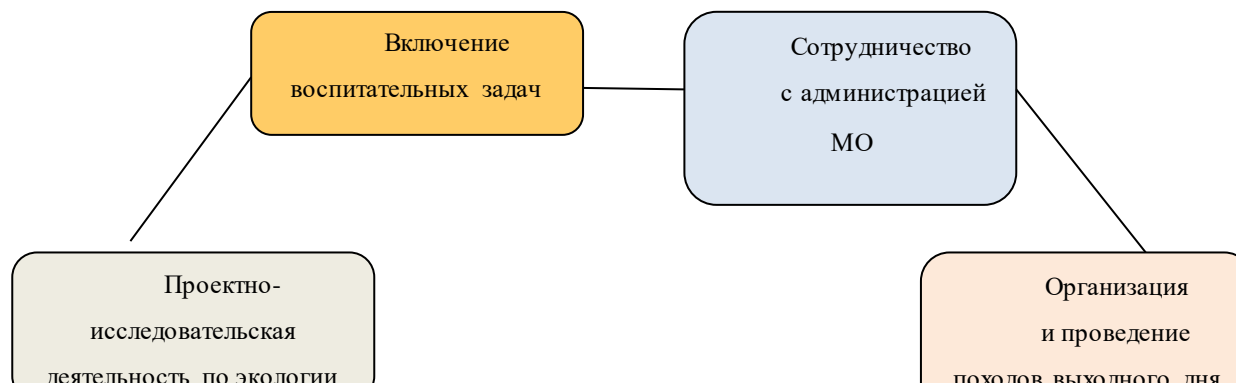 Включение
воспитательных задач
Сотрудничество
с администрацией
МО
Проектно-
исследовательская
деятельность по экологии
Организация
и проведение
походов выходного дня